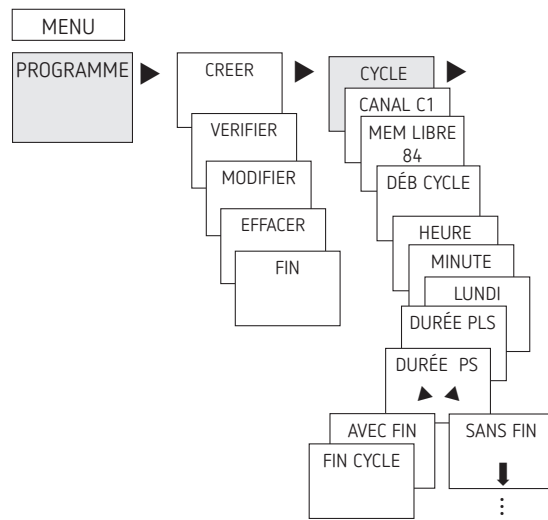 MENU
PROGRAMME
CREER
VERIFIER
MODIFIER
EFFACER
FIN
CYCLE
CANAL C1
MEM LIBRE
84
DÉB CYCLE
HEURE
MINUTE
LUNDI
DURÉE PLS
DURÉE PS
AVEC FIN
FIN CYCLE
SANS FIN